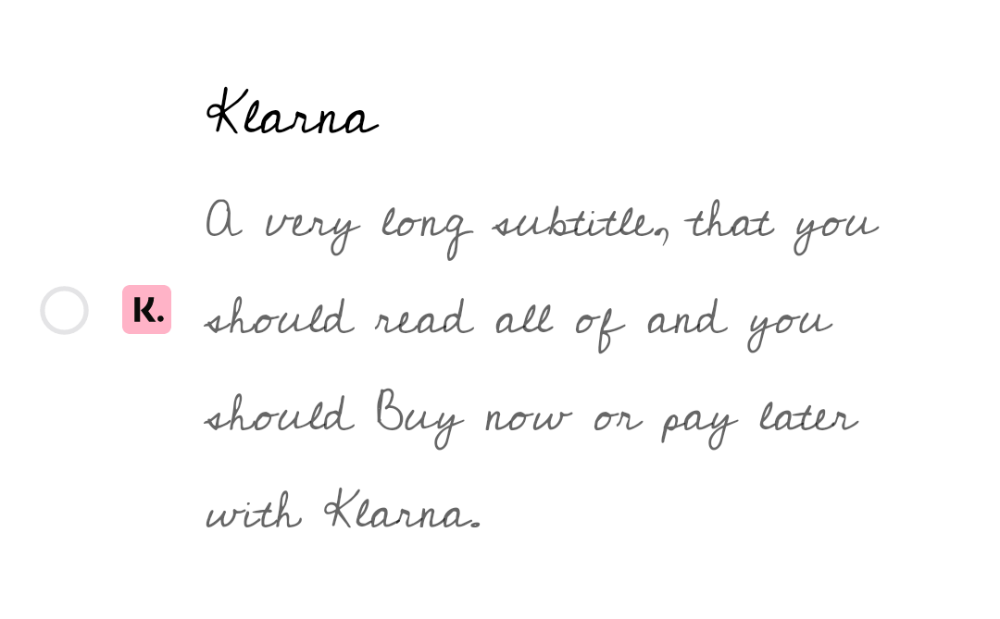 Klarna
A very long subtitle, that you
K. should read all of and you
should Buy now or pay later
with Klarna.